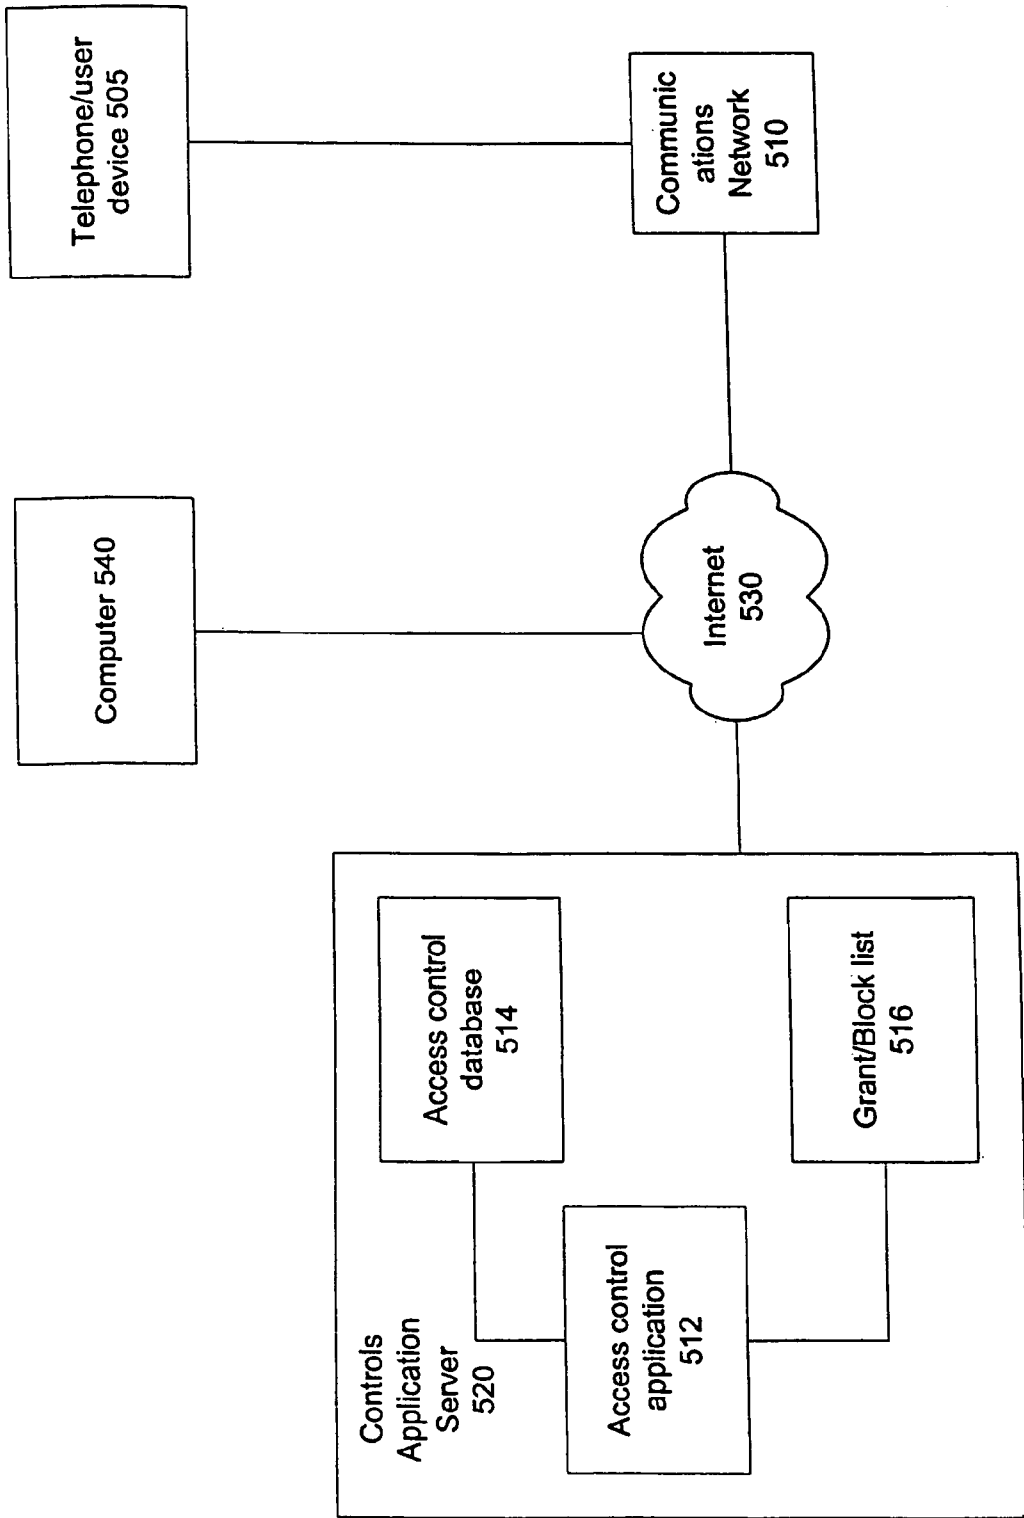 Controls
Application
Server
520
Access control
application
512
Access control
database
514
Grant/Block list
516
Computer 540
Internet
530
Telephone/user
device 505
Communic
ations
Network
510